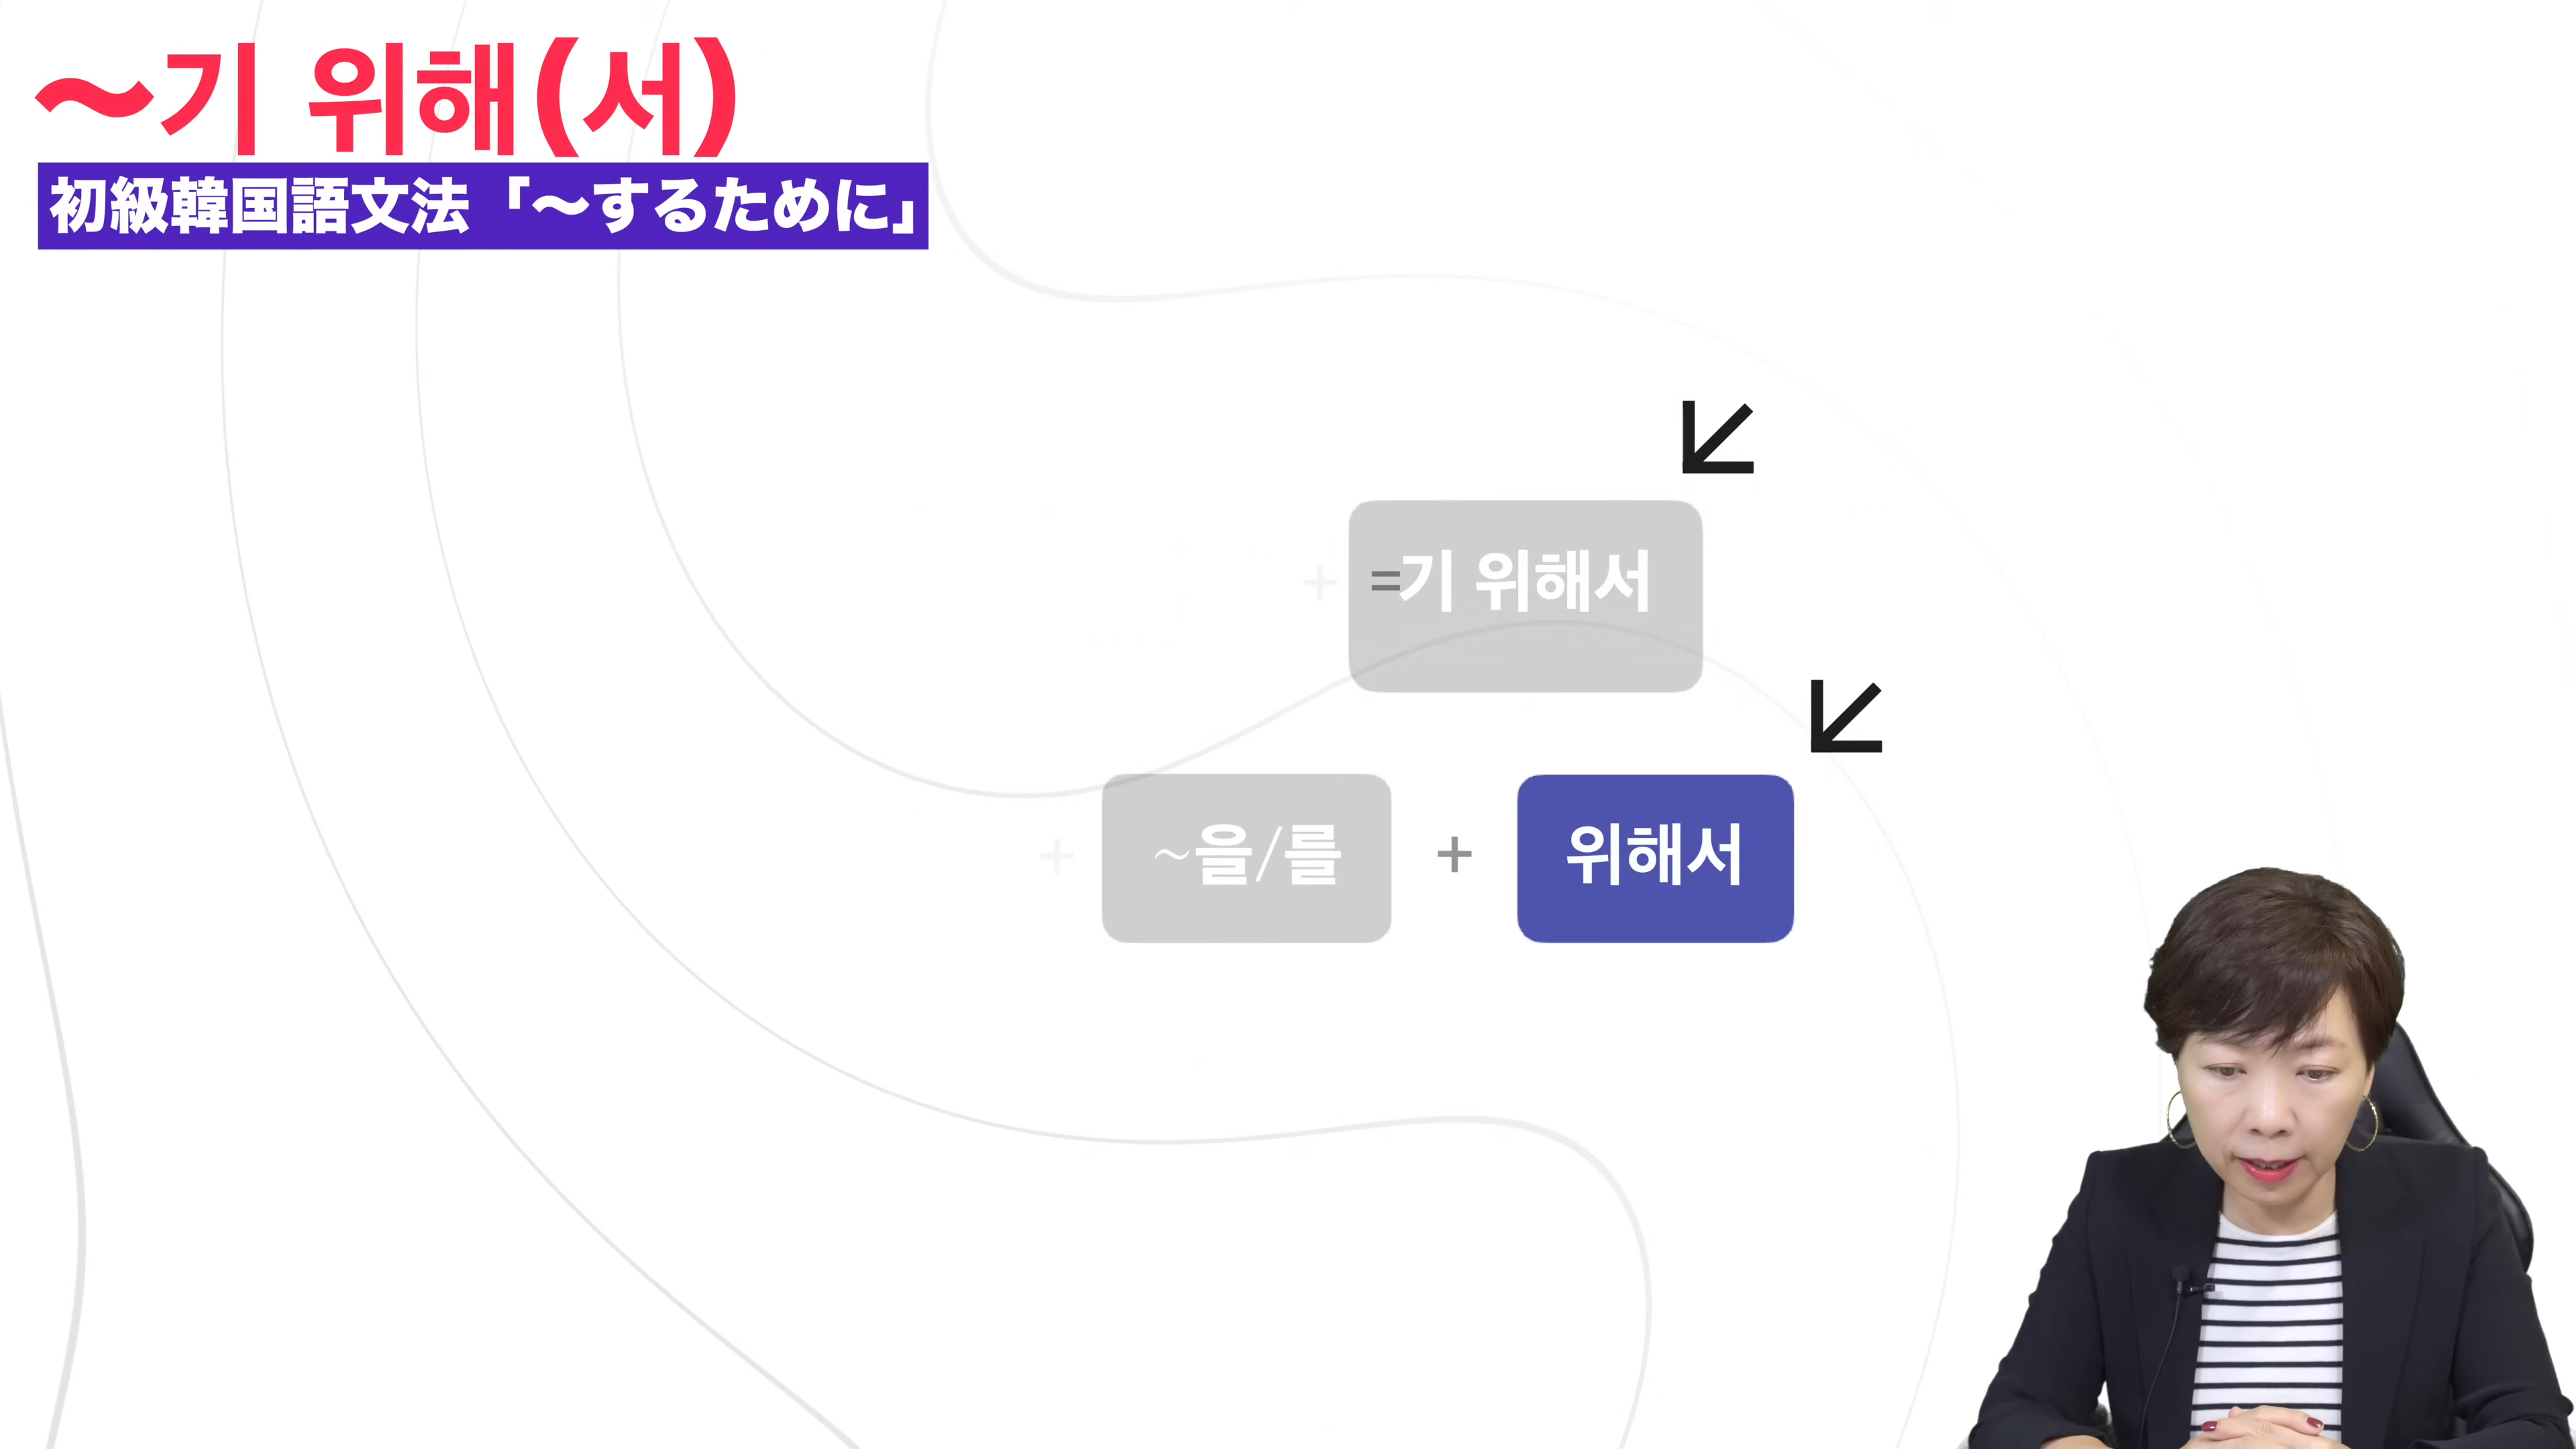 ～기 위해(서)
初級韓国語文法「～するために」
+ =기 위해서
+ ~을/를 + 위해서